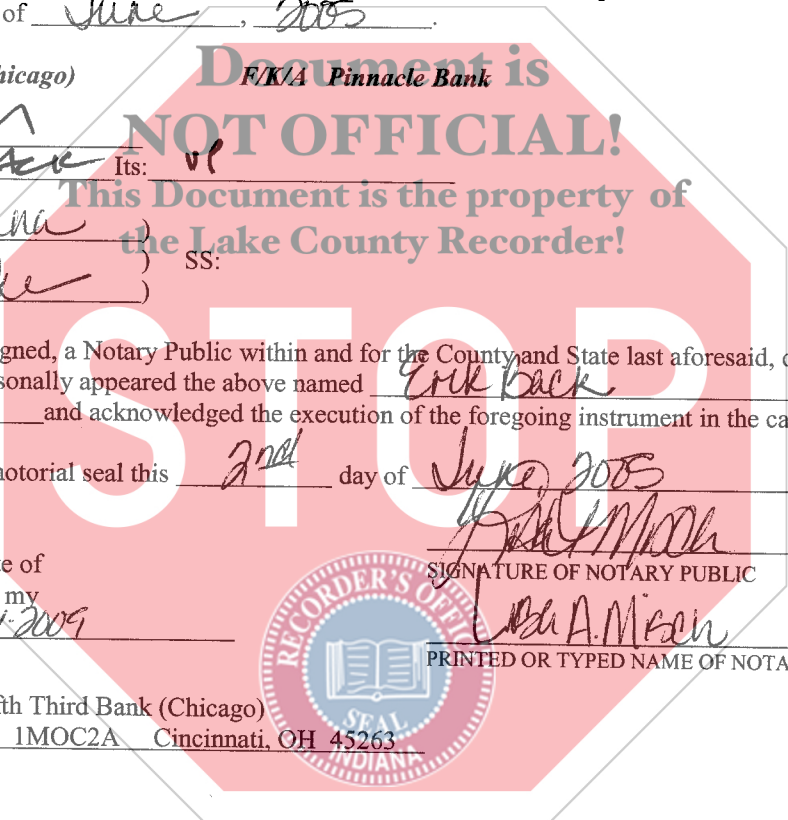 of June, 2005.
Document is
hicago) F/K/A Pinnacle Bank
NOT OFFICIAL!
ack Its: VP
This Document is the property of
ina )
the Lake County Recorder!
) SS:
ke )
STOP
gned, a Notary Public within and for the County and State last aforesaid,
sonally appeared the above named Erik Back
and acknowledged the execution of the foregoing instrument in the ca
notorial seal this 2nd day of June, 2005
e of
SIGNATURE OF NOTARY PUBLIC
my
-2009
Lisa A. Misch
PRINTED OR TYPED NAME OF NOTA
RECORDER'S OFFICE
SEAL
INDIANA
fth Third Bank (Chicago)
1MOC2A Cincinnati, OH 45263